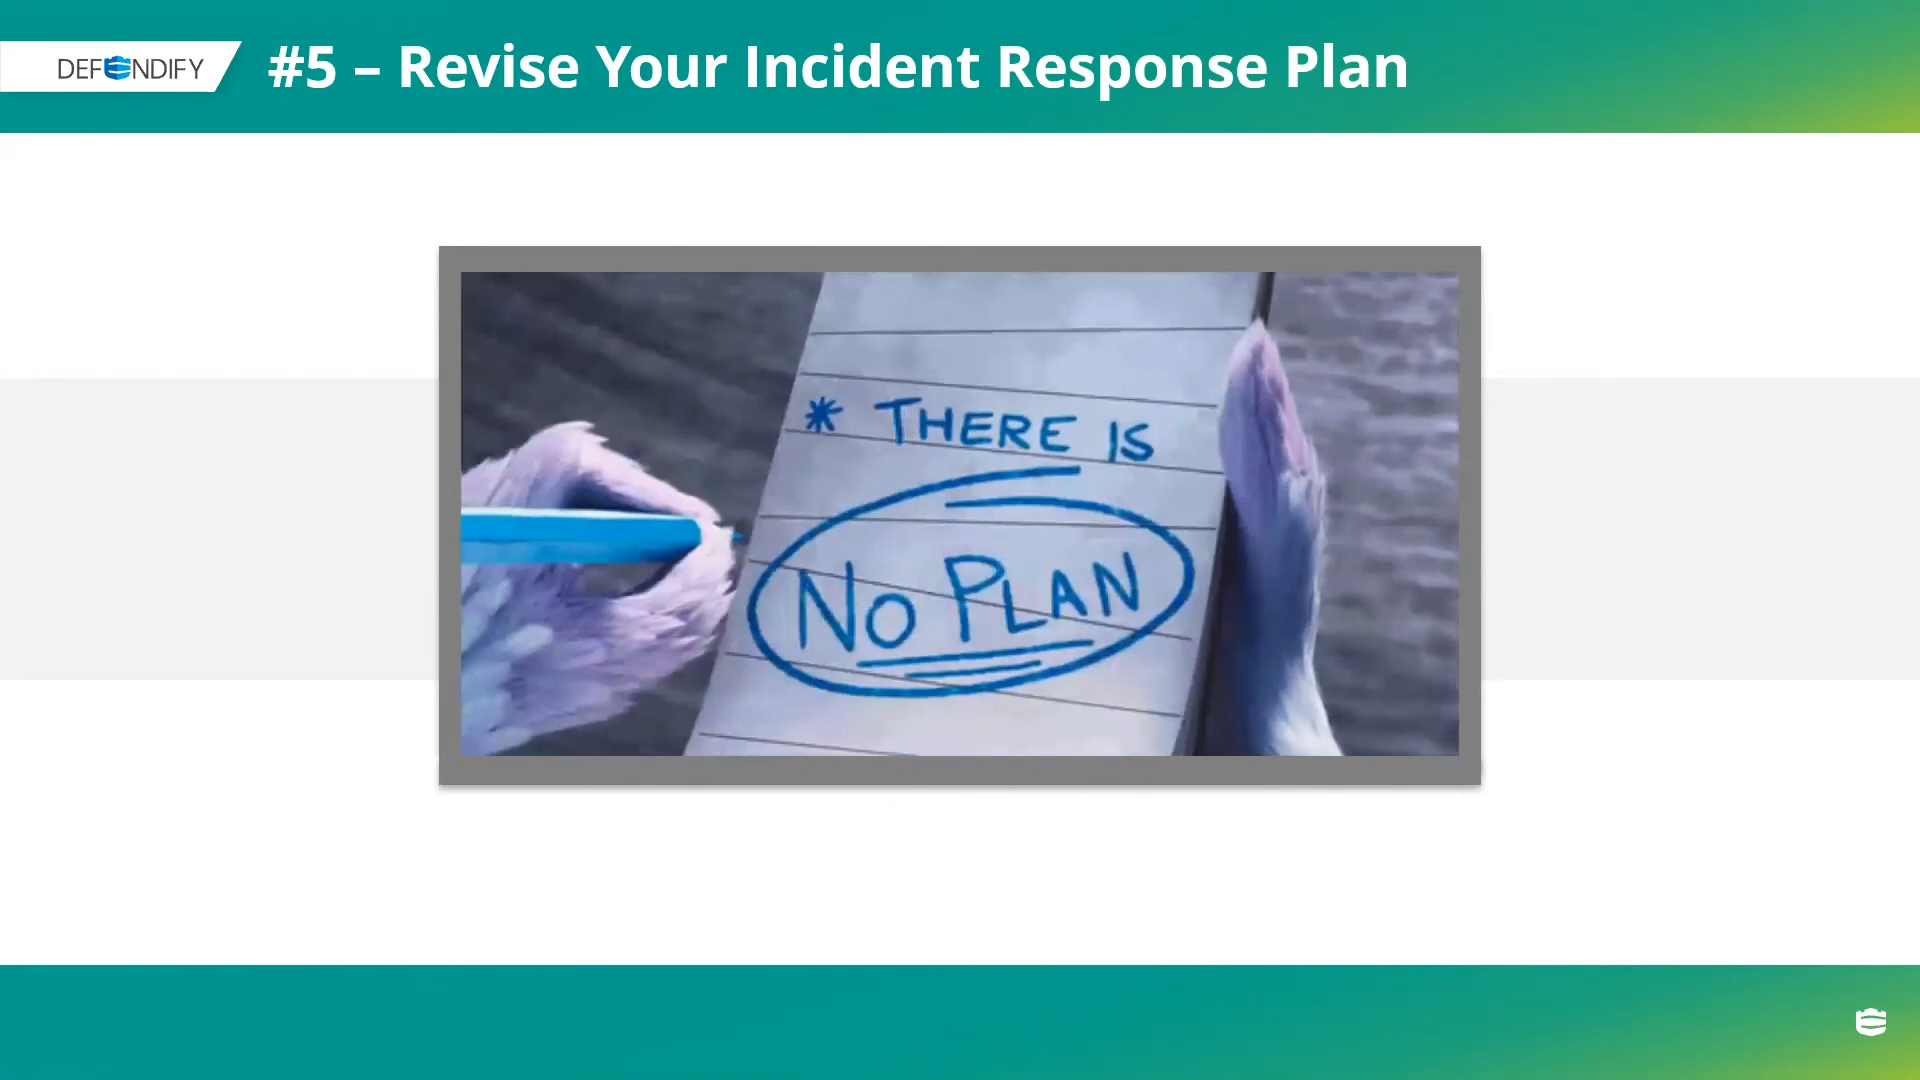 DEFENDIFY
#5 – Revise Your Incident Response Plan
* THERE IS
NO PLAN